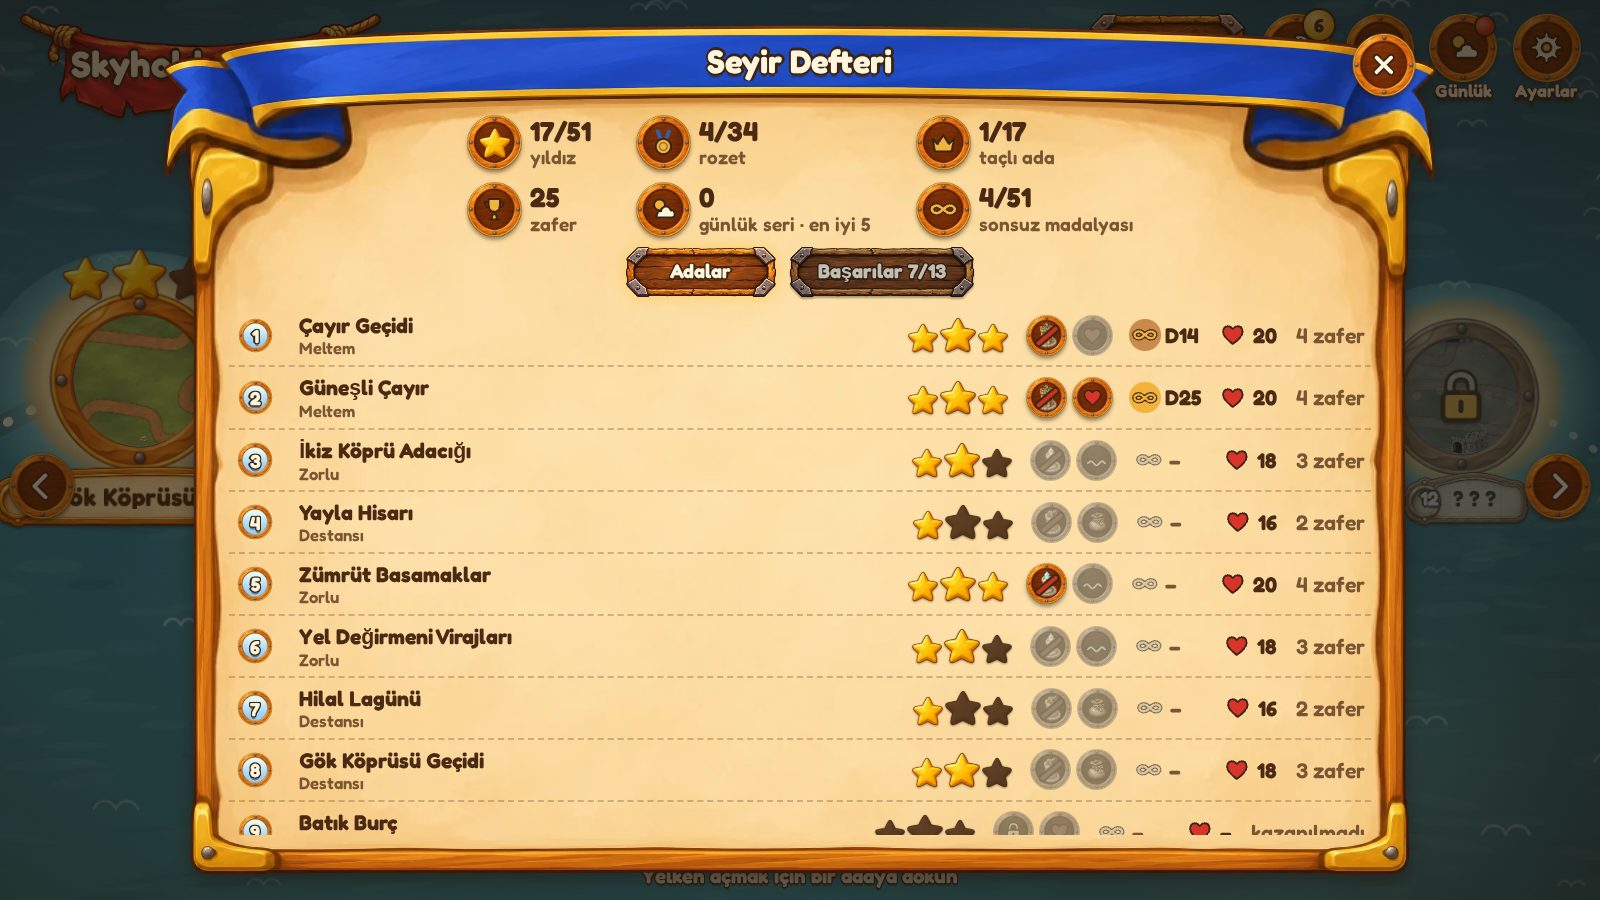 Seyir Defteri
6
Günlük
Ayarlar
17/51
yıldız
4/34
rozet
1/17
taçlı ada
25
zafer
0
günlük seri · en iyi 5
4/51
sonsuz madalyası
Adalar
Başarılar 7/13
1
Çayır Geçidi
Meltem
D14
20
4 zafer
2
Güneşli Çayır
Meltem
D25
20
4 zafer
3
İkiz Köprü Adacığı
Zorlu
–
18
3 zafer
4
Yayla Hisarı
Destansı
–
16
2 zafer
5
Zümrüt Basamaklar
Zorlu
–
20
4 zafer
6
Yel Değirmeni Virajları
Zorlu
–
18
3 zafer
7
Hilal Lagünü
Destansı
–
16
2 zafer
8
Gök Köprüsü Geçidi
Destansı
–
18
3 zafer
9
Batık Burç
–
–
kazanılmadı
ök Köprüsü
12
? ? ?
Yelken açmak için bir adaya dokun